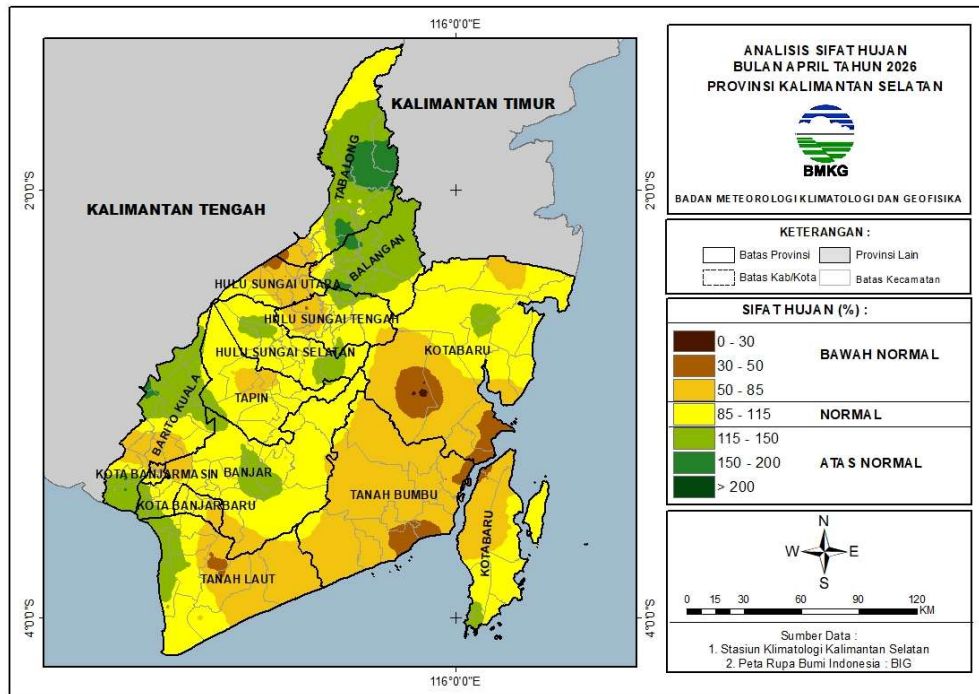 116°0'0"E
KALIMANTAN TIMUR
TABALONG
2°0'0"S
2°0'0"S
KALIMANTAN TENGAH
BALANGAN
HULU SUNGAI UTARA
HULU SUNGAI TENGAH
KOTABARU
HULU SUNGAI SELATAN
TAPIN
BARITO KUALA
KOTA BANJARMASIN
BANJAR
TANAH BUMBU
KOTA BANJARBARU
KOTABARU
TANAH LAUT
4°0'0"S
4°0'0"S
116°0'0"E
ANALISIS SIFAT HUJAN
BULAN APRIL TAHUN 2026
PROVINSI KALIMANTAN SELATAN
BMKG
BADAN METEOROLOGI KLIMATOLOGI DAN GEOFISIKA
KETERANGAN :
Batas Provinsi
Provinsi Lain
Batas Kab/Kota
Batas Kecamatan
SIFAT HUJAN (%) :
0 - 30
30 - 50
BAWAH NORMAL
50 - 85
85 - 115
NORMAL
115 - 150
150 - 200
ATAS NORMAL
> 200
N
W
E
S
0 15 30 60 90 120
KM
Sumber Data :
1. Stasiun Klimatologi Kalimantan Selatan
2. Peta Rupa Bumi Indonesia : BIG